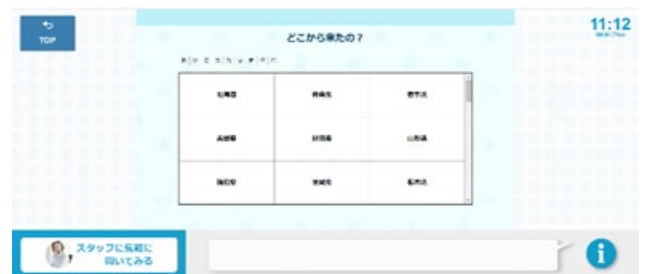 TOP
どこから来たの？
11:12
北海道 青森県 岩手県
宮城県 秋田県 山形県
福島県 茨城県 栃木県
スタッフに気軽に
聞いてみる